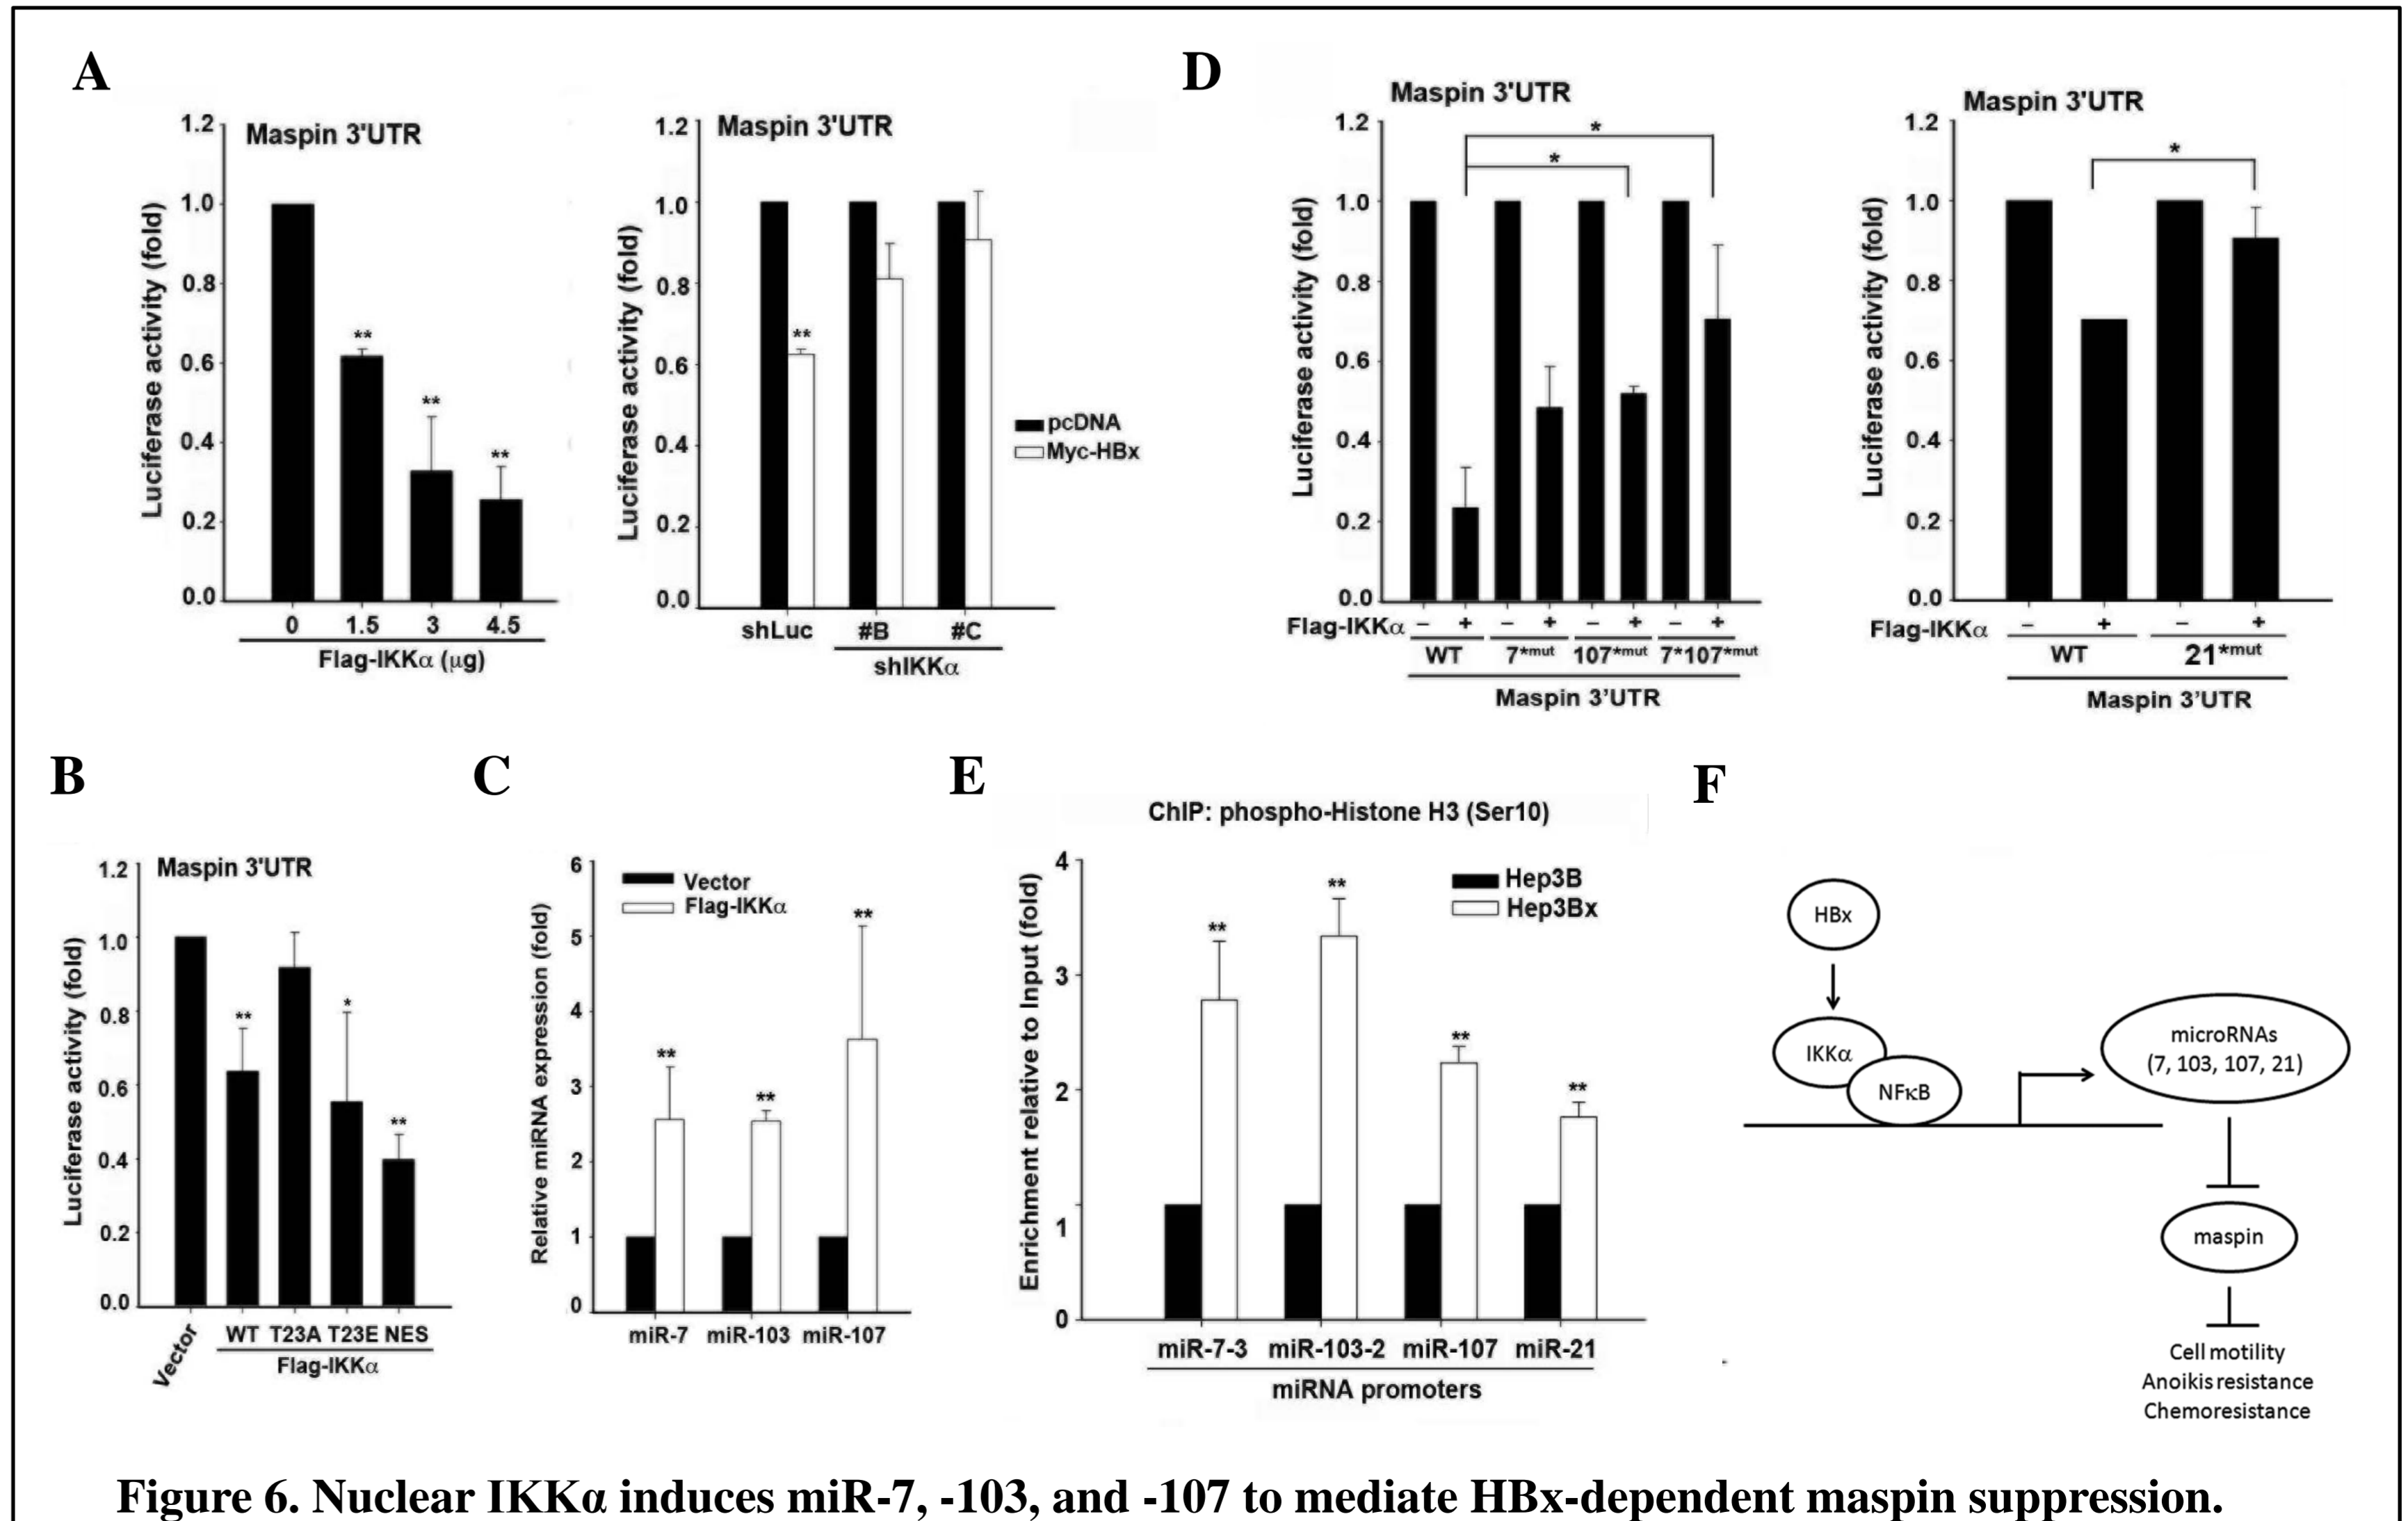 A
Maspin 3'UTR
Luciferase activity (fold)
1.2
1.0
0.8
0.6
0.4
0.2
0.0
**
**
**
0 1.5 3 4.5
Flag-IKKα (μg)
Maspin 3'UTR
Luciferase activity (fold)
1.2
1.0
0.8
0.6
0.4
0.2
0.0
**
pcDNA
Myc-HBx
shLuc #B #C
shIKKα
D
Maspin 3'UTR
Luciferase activity (fold)
1.2
1.0
0.8
0.6
0.4
0.2
0.0
*
*
Flag-IKKα − + − + − + − +
WT 7*mut 107*mut 7*107*mut
Maspin 3’UTR
Maspin 3'UTR
Luciferase activity (fold)
1.2
1.0
0.8
0.6
0.4
0.2
0.0
*
Flag-IKKα − + − +
WT 21*mut
Maspin 3’UTR
B
Maspin 3'UTR
Luciferase activity (fold)
1.2
1.0
0.8
0.6
0.4
0.2
0.0
**
*
**
Vector WT T23A T23E NES
Flag-IKKα
C
Relative miRNA expression (fold)
6
5
4
3
2
1
0
Vector
Flag-IKKα
**
**
**
miR-7 miR-103 miR-107
E
ChIP: phospho-Histone H3 (Ser10)
Enrichment relative to Input (fold)
4
3
2
1
0
Hep3B
Hep3Bx
**
**
**
**
miR-7-3 miR-103-2 miR-107 miR-21
miRNA promoters
F
HBx
IKKα
NFκB
microRNAs
(7, 103, 107, 21)
maspin
Cell motility
Anoikis resistance
Chemoresistance
Figure 6. Nuclear IKKα induces miR-7, -103, and -107 to mediate HBx-dependent maspin suppression.